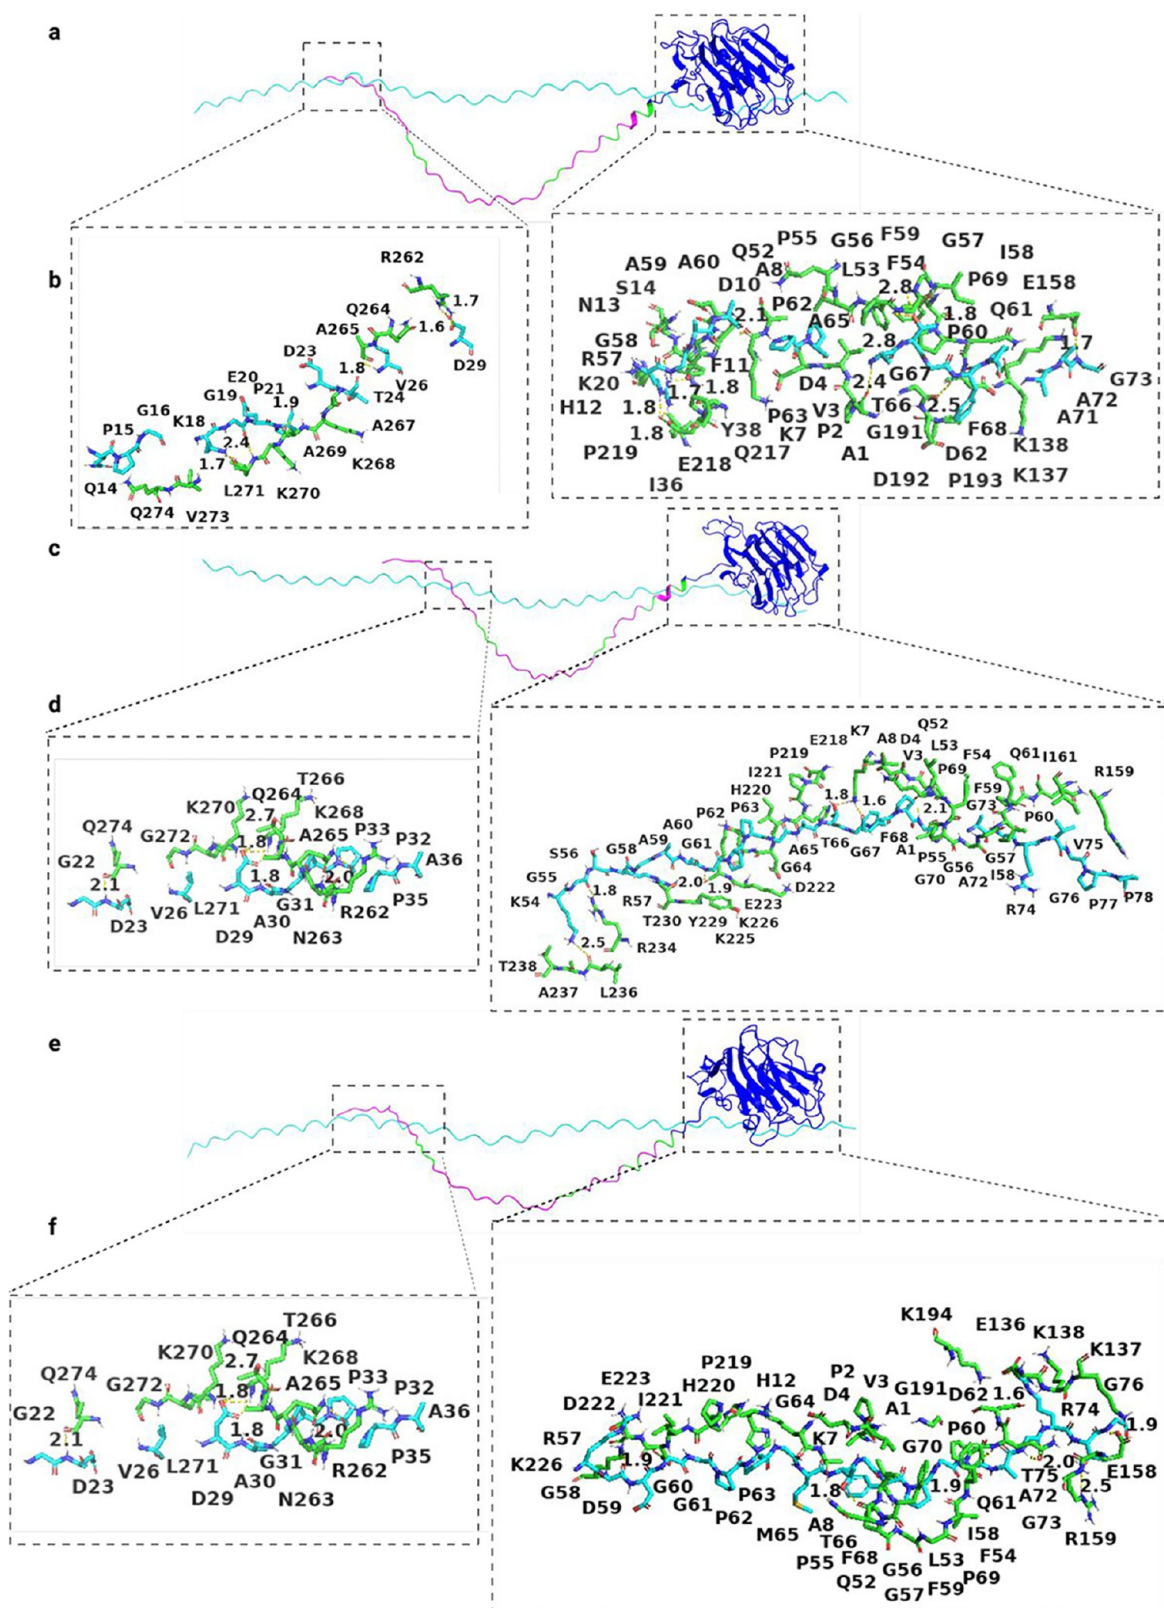 a
b
R262
1.7
Q264
1.6
A265
D23
D29
1.8
V26
E20
P21
T24
G19
1.9
G16
K18
A267
P15
2.4
A269
K268
1.7
Q14
L271
K270
Q274
V273
P55 G56 F59 G57
Q52
I58
A59 A60
A8 L53 F54
S14
D10
2.8
P69 E158
N13
2.1
P62
1.8
Q61
A65
P60
G58
2.8
1.7
R57
F11
G67
G73
K20
1.7 1.8
D4
2.4
A72
H12
1.8
V3 T66 2.5
A71
P63
1.8
Y38
K7
P2 G191
F68
P219
Q217
K138
E218
A1
D62
I36
D192 P193 K137
c
d
T266
Q264
K270
2.7
K268
Q274
G272
1.8
A265
P33
P32
G22
1.8
2.0
A36
2.1
G31
V26 L271
R262
P35
D23
A30
D29
N263
Q52
K7
E218
A8 D4
L53
P219
V3
F54
Q61
I161
I221
P69
R159
H220
1.8
1.6
2.1
F59
G73
P62 P63
A60
T66
F68
P60
A59
A65
S56
G58
G61
G67
A1
P55
V75
G64
G56
G57
G55
1.8
2.0
1.9
D222
G70
A72
I58
R57
E223
R74
G76
P78
K54
T230
Y229
K226
P77
K225
2.5
R234
T238
A237
L236
e
f
T266
Q264
K270
2.7
K268
Q274
G272
1.8
A265
P33
P32
G22
1.8
2.0
A36
2.1
G31
V26 L271
R262
P35
D23
A30
D29
N263
K194
E136
K138
K137
P219
P2
E223
H220
H12
V3
D222
I221
G64
D4
G191
D62
1.6
G76
A1
R74
R57
K7
P60
1.9
G70
K226
1.9
2.0
G58
G60
T75
E158
D59
G61
P63
1.8
1.9
A72
2.5
P62
Q61
M65
A8
G73
T66
I58
R159
P55
F68
G56
L53
F54
Q52
P69
G57
F59